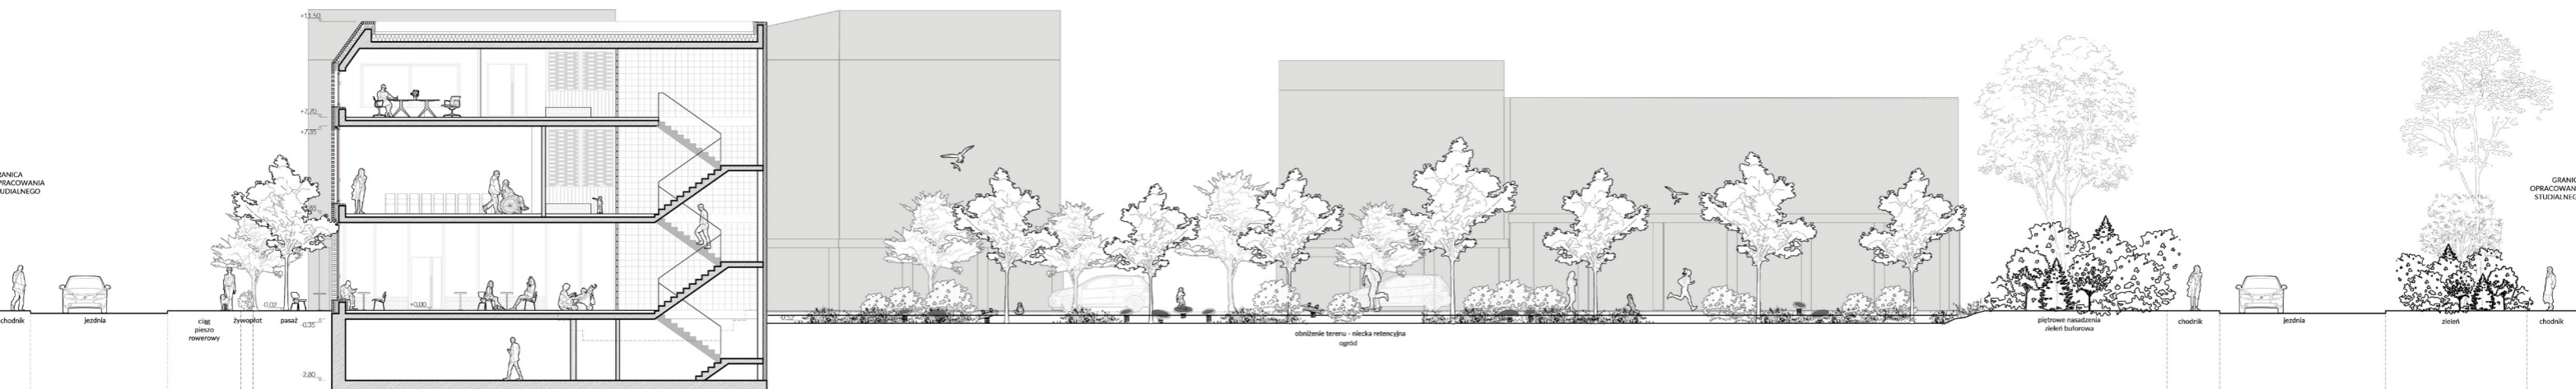 +13,50
+7,70
+7,35
RANICA
PRACOWANIA
UDIALNEGO
chodnik
jezdnia
ciąg
pieszo
rowerowy
żywopłot
-0,02
pasaż
-0,35
+0,00
2,80
-0,52
obniżenie terenu - niecka retencyjna
ogród
piętrowe nasadzenia
zieleń buforowa
chodnik
jezdnia
zieleń
chodnik
GRANIC
OPRACOWAN
STUDIALNEG